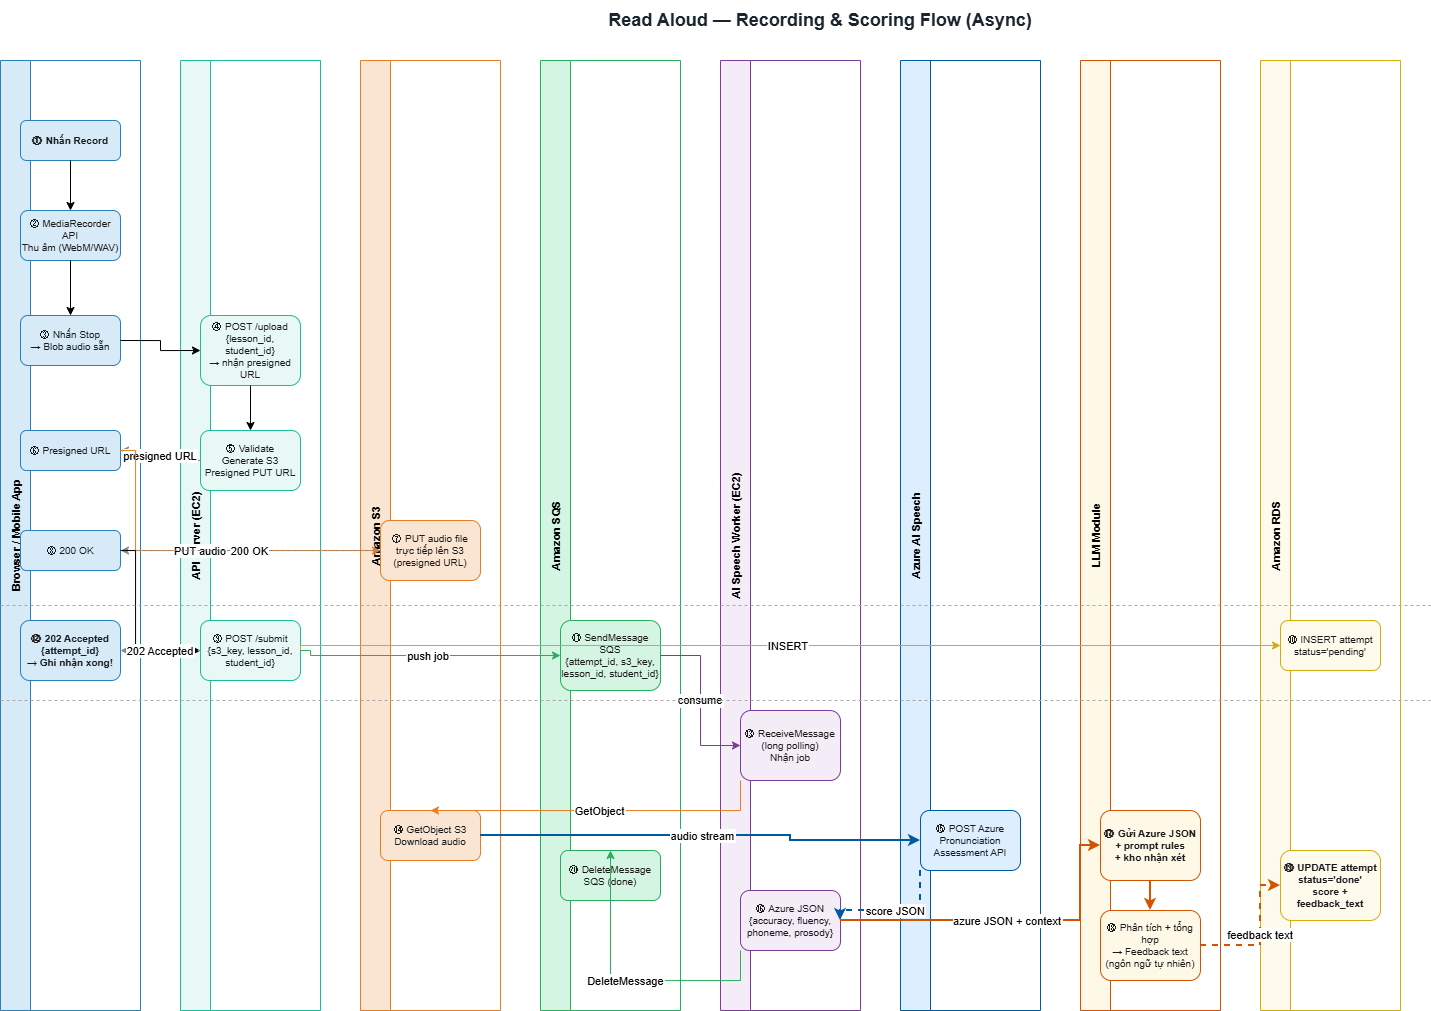 Read Aloud — Recording & Scoring Flow (Async)
Browser / Mobile App
① Nhấn Record
② MediaRecorder
API
Thu âm (WebM/WAV)
③ Nhấn Stop
→ Blob audio sẵn
⑥ Presigned URL
⑧ 200 OK
⑫ 202 Accepted
{attempt_id}
→ Ghi nhận xong!
API
rver (EC2)
④ POST /upload
{lesson_id,
student_id}
→ nhận presigned
URL
⑤ Validate
Generate S3
Presigned PUT URL
presigned URL
PUT audio
200 OK
202 Accepted
⑨ POST /submit
{s3_key, lesson_id,
student_id}
Amazon S3
⑦ PUT audio file
trực tiếp lên S3
(presigned URL)
push job
⑭ GetObject S3
Download audio
Amazon SQS
⑪ SendMessage
SQS
{attempt_id, s3_key,
lesson_id, student_id}
GetObject
DeleteMessage
SQS (done)
DeleteMessage
AI Speech Worker (EC2)
INSERT
consume
⑬ ReceiveMessage
(long polling)
Nhận job
audio stream
⑯ Azure JSON
{accuracy, fluency,
phoneme, prosody}
Azure AI Speech
⑮ POST Azure
Pronunciation
Assessment API
score JSON
azure JSON + context
LLM Module
⑰ Gửi Azure JSON
+ prompt rules
+ kho nhận xét
⑱ Phân tích + tổng
hợp
→ Feedback text
(ngôn ngữ tự nhiên)
feedback text
Amazon RDS
⑩ INSERT attempt
status='pending'
⑲ UPDATE attempt
status='done'
score +
feedback_text